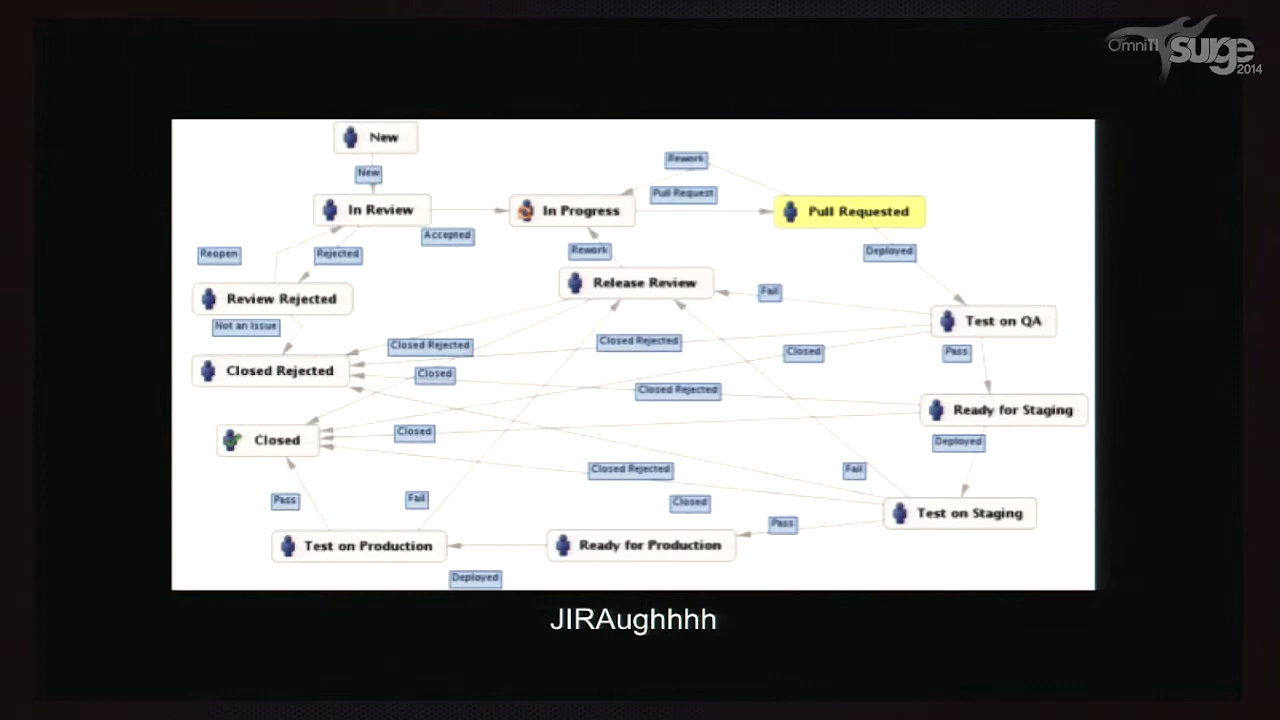 OmniTI surge 2014
New
New
Rework
Pull Request
In Review
In Progress
Pull Requested
Accepted
Reopen
Rejected
Rework
Deployed
Release Review
Review Rejected
Fail
Test on QA
Not an Issue
Closed Rejected
Closed Rejected
Closed
Pass
Closed Rejected
Closed
Closed Rejected
Ready for Staging
Closed
Closed
Deployed
Closed Rejected
Fail
Pass
Fail
Closed
Test on Staging
Pass
Test on Production
Ready for Production
Deployed
JIRAughhhh